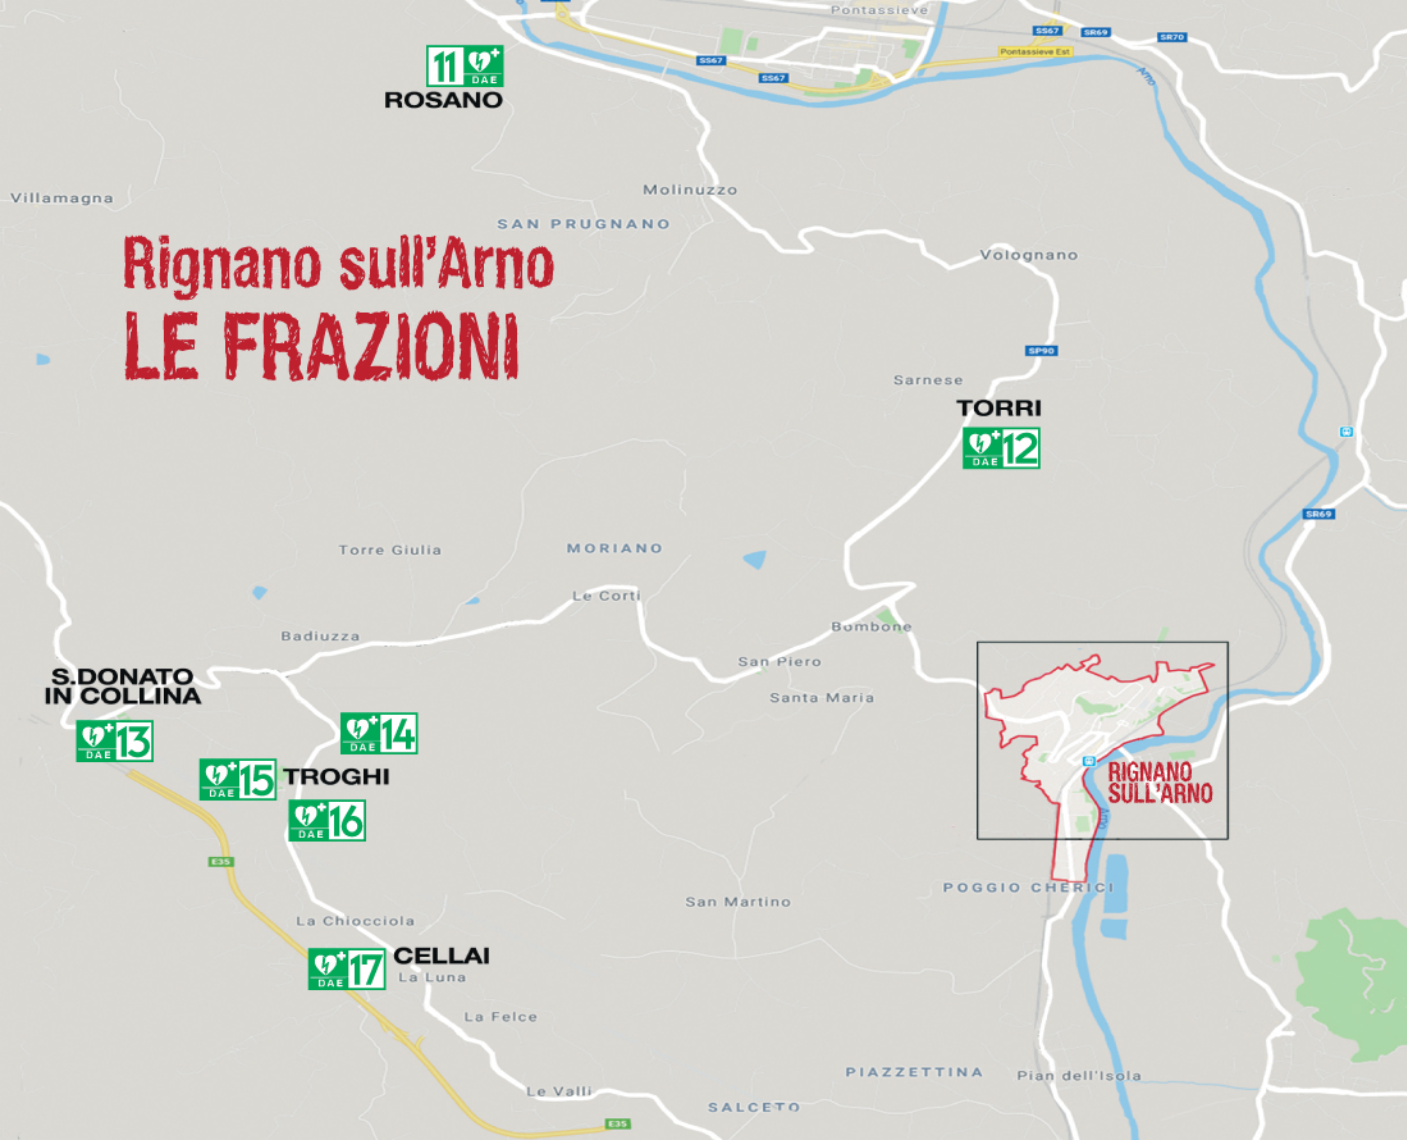 Pontassieve
SS67
SR69
SR70
Pontassieve Est
SS67
SS67
Arno
11
DAE
ROSANO
Molinuzzo
Villamagna
SAN PRUGNANO
Rignano sull'Arno
LE FRAZIONI
Volognano
SP90
Sarnese
TORRI
DAE 12
SR69
Torre Giulia
MORIANO
Le Corti
Badiuzza
Bombone
San Piero
Santa Maria
S.DONATO
IN COLLINA
DAE 13
DAE 14
DAE 15
TROGHI
DAE 16
RIGNANO
SULL'ARNO
Arno
E35
POGGIO CHERICI
San Martino
La Chiocciola
DAE 17
CELLAI
La Luna
La Felce
PIAZZETTINA
Pian dell'Isola
Le Valli
SALCETO
E35